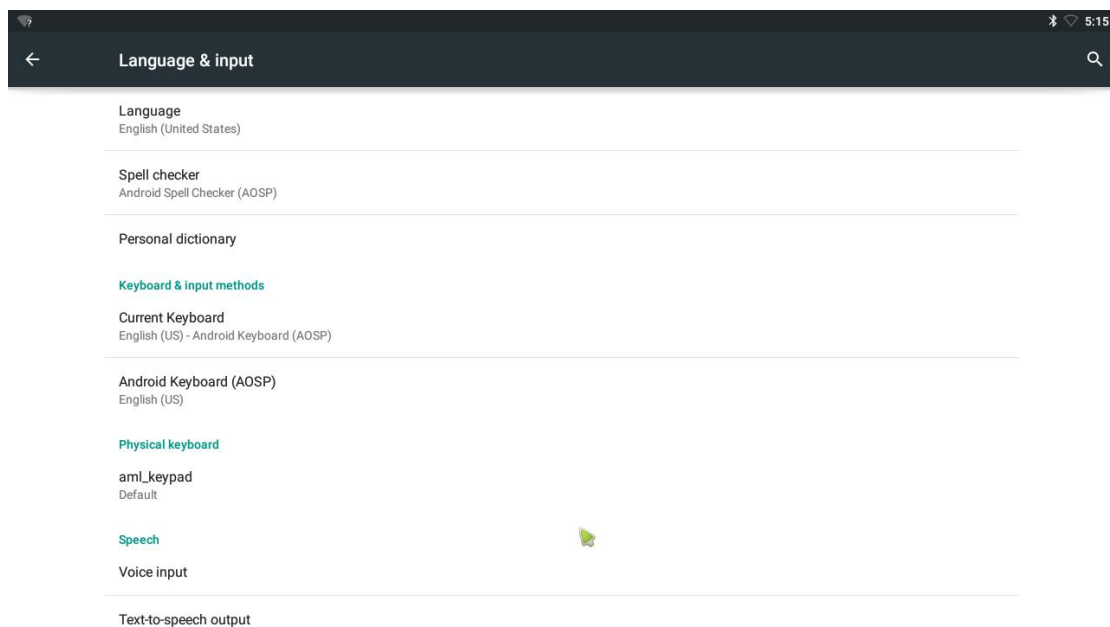 5:15
Language & input
Language
English (United States)
Spell checker
Android Spell Checker (AOSP)
Personal dictionary
Keyboard & input methods
Current Keyboard
English (US) - Android Keyboard (AOSP)
Android Keyboard (AOSP)
English (US)
Physical keyboard
aml_keypad
Default
Speech
Voice input
Text-to-speech output